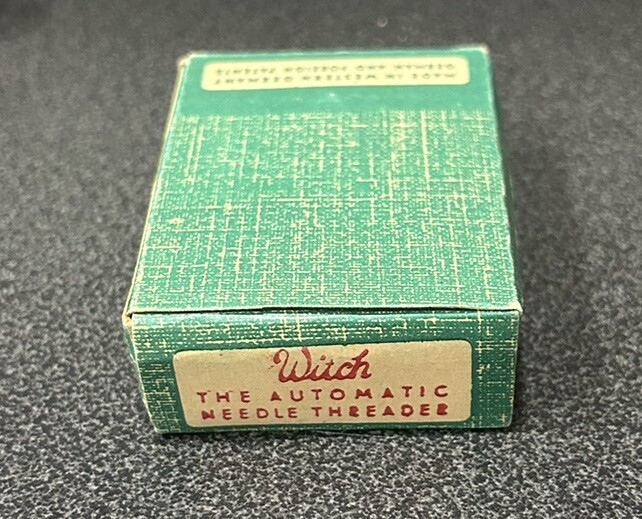 MADE IN WESTERN GERMANY
GERMAN AND FOREIGN PATENTS
Witch
THE AUTOMATIC
NEEDLE THREADER